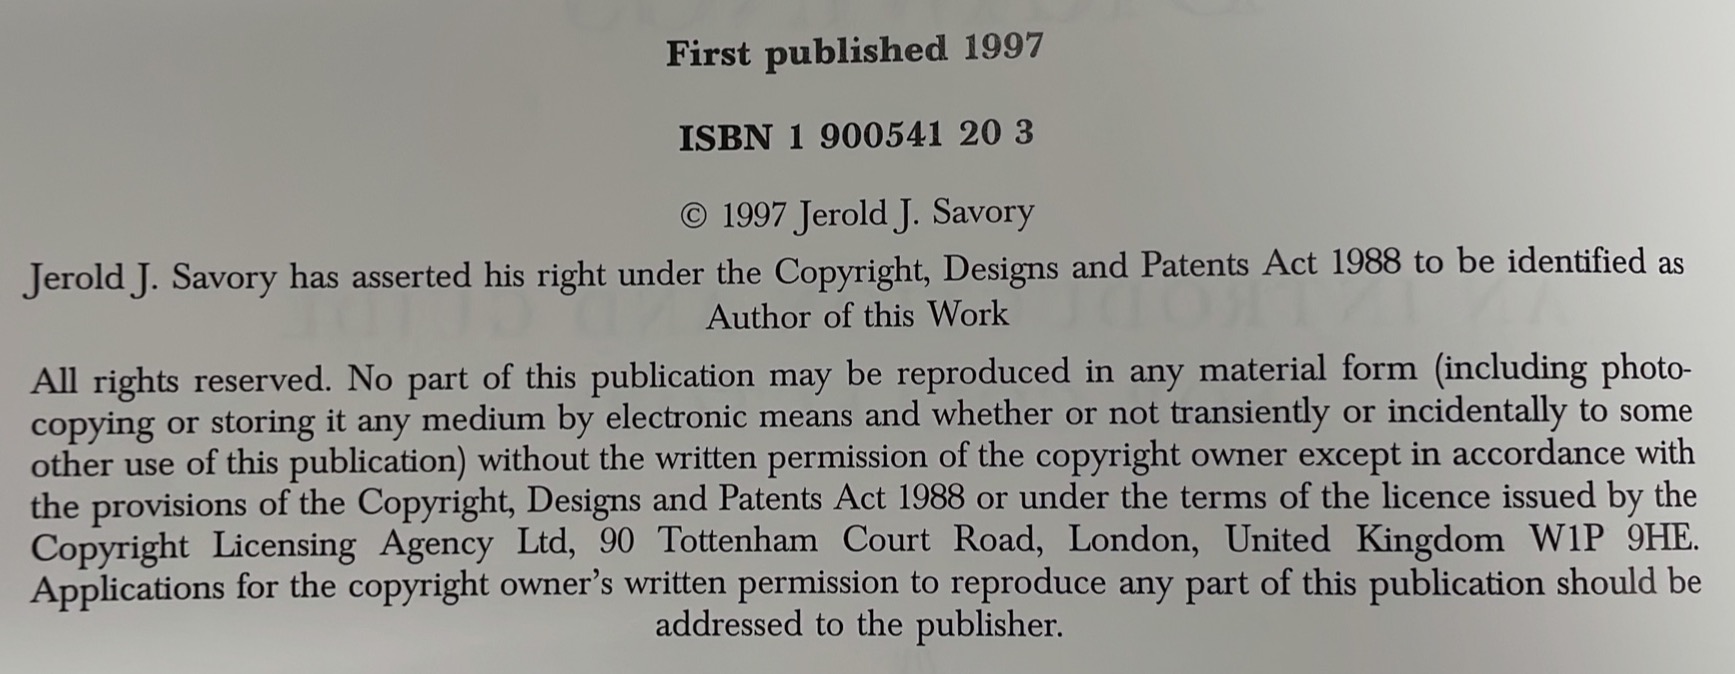 First published 1997
ISBN 1 900541 20 3
© 1997 Jerold J. Savory
Jerold J. Savory has asserted his right under the Copyright, Designs and Patents Act 1988 to be identified as
Author of this Work
All rights reserved. No part of this publication may be reproduced in any material form (including photo-
copying or storing it any medium by electronic means and whether or not transiently or incidentally to some
other use of this publication) without the written permission of the copyright owner except in accordance with
the provisions of the Copyright, Designs and Patents Act 1988 or under the terms of the licence issued by the
Copyright Licensing Agency Ltd, 90 Tottenham Court Road, London, United Kingdom W1P 9HE.
Applications for the copyright owner's written permission to reproduce any part of this publication should be
addressed to the publisher.